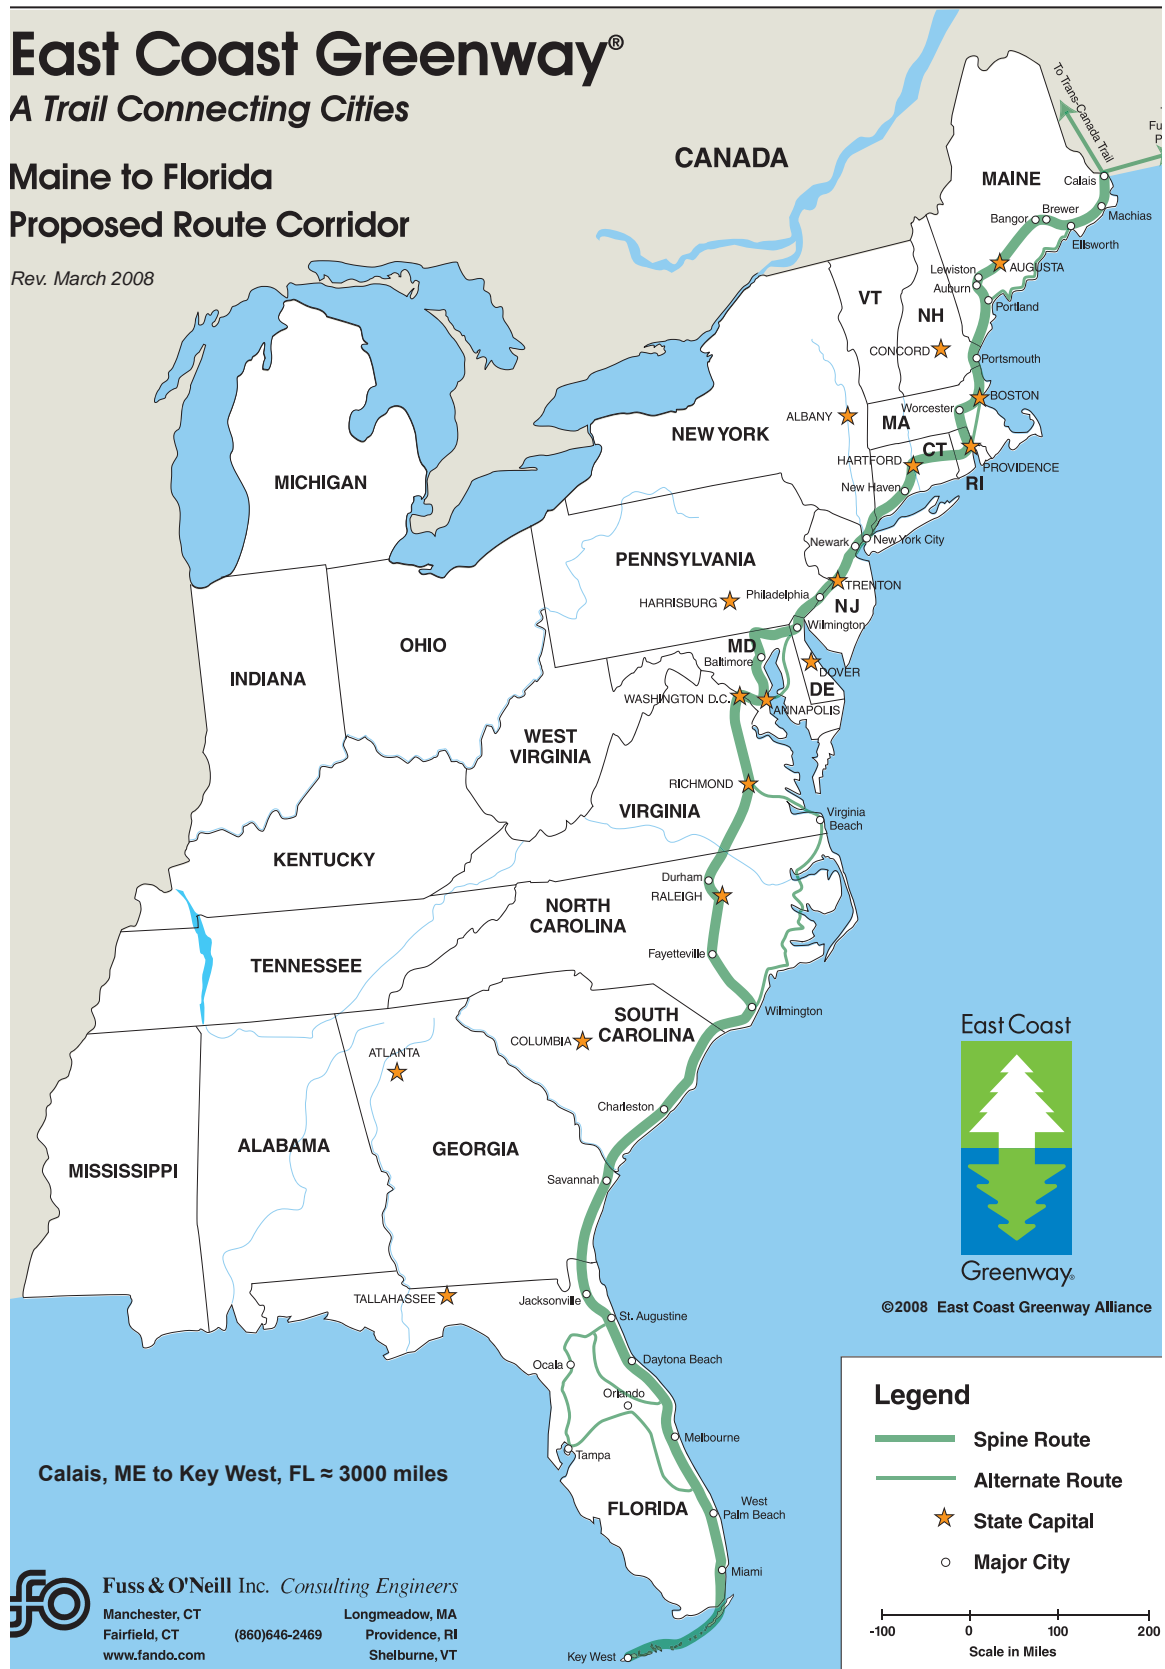 East Coast Greenway®
A Trail Connecting Cities
Maine to Florida
Proposed Route Corridor
Rev. March 2008
CANADA
To Trans-Canada Trail
MAINE
Calais
Brewer
Bangor
Machias
Ellsworth
AUGUSTA
Lewiston
Auburn
Portland
VT
NH
CONCORD
Portsmouth
BOSTON
Worcester
ALBANY
MA
NEW YORK
CT
HARTFORD
PROVIDENCE
RI
New Haven
MICHIGAN
New York City
Newark
PENNSYLVANIA
TRENTON
Philadelphia
HARRISBURG
NJ
Wilmington
OHIO
MD
Baltimore
INDIANA
DOVER
DE
WASHINGTON D.C.
ANNAPOLIS
WEST
VIRGINIA
RICHMOND
VIRGINIA
Virginia
Beach
KENTUCKY
Durham
RALEIGH
NORTH
CAROLINA
Fayetteville
TENNESSEE
Wilmington
SOUTH
CAROLINA
COLUMBIA
ATLANTA
Charleston
ALABAMA
GEORGIA
MISSISSIPPI
Savannah
TALLAHASSEE
Jacksonville
St. Augustine
Ocala
Daytona Beach
Orlando
Melbourne
Tampa
FLORIDA
West
Palm Beach
Miami
Key West
East Coast
Greenway®
©2008 East Coast Greenway Alliance
Legend
Spine Route
Alternate Route
State Capital
Major City
-100 0 100 200
Scale in Miles
Calais, ME to Key West, FL ≈ 3000 miles
Fuss & O'Neill Inc. Consulting Engineers
Manchester, CT Longmeadow, MA
Fairfield, CT (860)646-2469 Providence, RI
www.fando.com Shelburne, VT